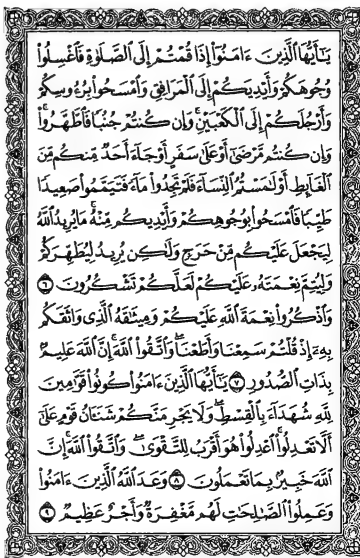 يَـٰٓأَيُّهَا ٱلَّذِينَ ءَامَنُوٓا۟ إِذَا قُمْتُمْ إِلَى ٱلصَّلَوٰةِ فَٱغْسِلُوا۟
وُجُوهَكُمْ وَأَيْدِيَكُمْ إِلَى ٱلْمَرَافِقِ وَٱمْسَحُوا۟ بِرُءُوسِكُمْ
وَأَرْجُلَكُمْ إِلَى ٱلْكَعْبَيْنِ ۚ وَإِن كُنتُمْ جُنُبًا فَٱطَّهَّرُوا۟ ۚ
وَإِن كُنتُم مَّرْضَىٰٓ أَوْ عَلَىٰ سَفَرٍ أَوْ جَآءَ أَحَدٌ مِّنكُم مِّنَ
ٱلْغَآئِطِ أَوْ لَـٰمَسْتُمُ ٱلنِّسَآءَ فَلَمْ تَجِدُوا۟ مَآءً فَتَيَمَّمُوا۟ صَعِيدًا
طَيِّبًا فَٱمْسَحُوا۟ بِوُجُوهِكُمْ وَأَيْدِيكُم مِّنْهُ ۚ مَا يُرِيدُ ٱللَّهُ
لِيَجْعَلَ عَلَيْكُم مِّنْ حَرَجٍ وَلَـٰكِن يُرِيدُ لِيُطَهِّرَكُمْ
وَلِيُتِمَّ نِعْمَتَهُۥ عَلَيْكُمْ لَعَلَّكُمْ تَشْكُرُونَ ٦
وَٱذْكُرُوا۟ نِعْمَةَ ٱللَّهِ عَلَيْكُمْ وَمِيثَـٰقَهُ ٱلَّذِى وَاثَقَكُم
بِهِۦٓ إِذْ قُلْتُمْ سَمِعْنَا وَأَطَعْنَا ۖ وَٱتَّقُوا۟ ٱللَّهَ ۚ إِنَّ ٱللَّهَ عَلِيمٌۢ
بِذَاتِ ٱلصُّدُورِ ٧ يَـٰٓأَيُّهَا ٱلَّذِينَ ءَامَنُوا۟ كُونُوا۟ قَوَّٰمِينَ
لِلَّهِ شُهَدَآءَ بِٱلْقِسْطِ ۖ وَلَا يَجْرِمَنَّكُمْ شَنَـَٔانُ قَوْمٍ عَلَىٰٓ
أَلَّا تَعْدِلُوا۟ ۚ ٱعْدِلُوا۟ هُوَ أَقْرَبُ لِلتَّقْوَىٰ ۖ وَٱتَّقُوا۟ ٱللَّهَ ۚ إِنَّ
ٱللَّهَ خَبِيرٌۢ بِمَا تَعْمَلُونَ ٨ وَعَدَ ٱللَّهُ ٱلَّذِينَ ءَامَنُوا۟
وَعَمِلُوا۟ ٱلصَّـٰلِحَـٰتِ ۙ لَهُم مَّغْفِرَةٌ وَأَجْرٌ عَظِيمٌ ٩